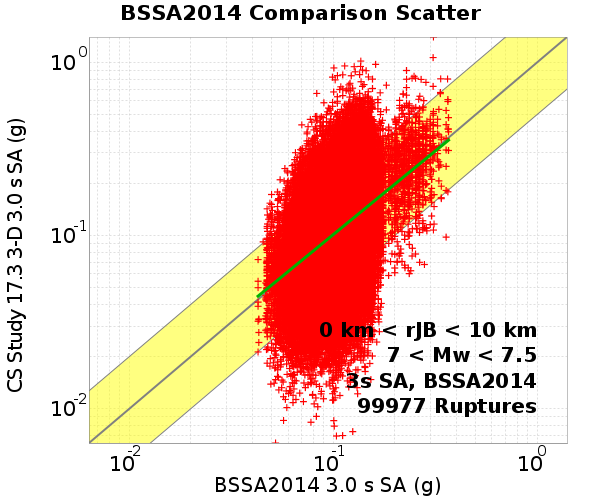 BSSA2014 Comparison Scatter
CS Study 17.3 3-D 3.0 s SA (g)
10^0
10^-1
10^-2
0 km < rJB < 10 km
7 < Mw < 7.5
3s SA, BSSA2014
99977 Ruptures
10^-2 10^-1 10^0
BSSA2014 3.0 s SA (g)